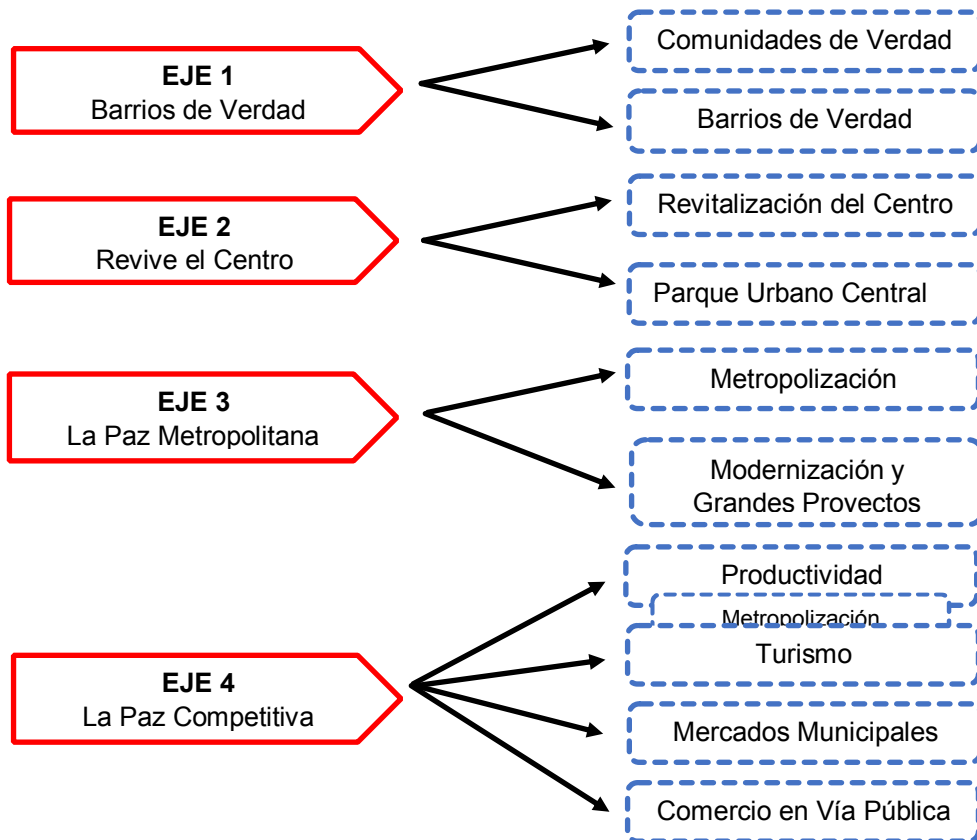 EJE 1
Barrios de Verdad
Comunidades de Verdad
Barrios de Verdad
EJE 2
Revive el Centro
Revitalización del Centro
Parque Urbano Central
EJE 3
La Paz Metropolitana
Metropolización
Modernización y
Grandes Provectos
EJE 4
La Paz Competitiva
Productividad
Metropolización
Turismo
Mercados Municipales
Comercio en Vía Pública